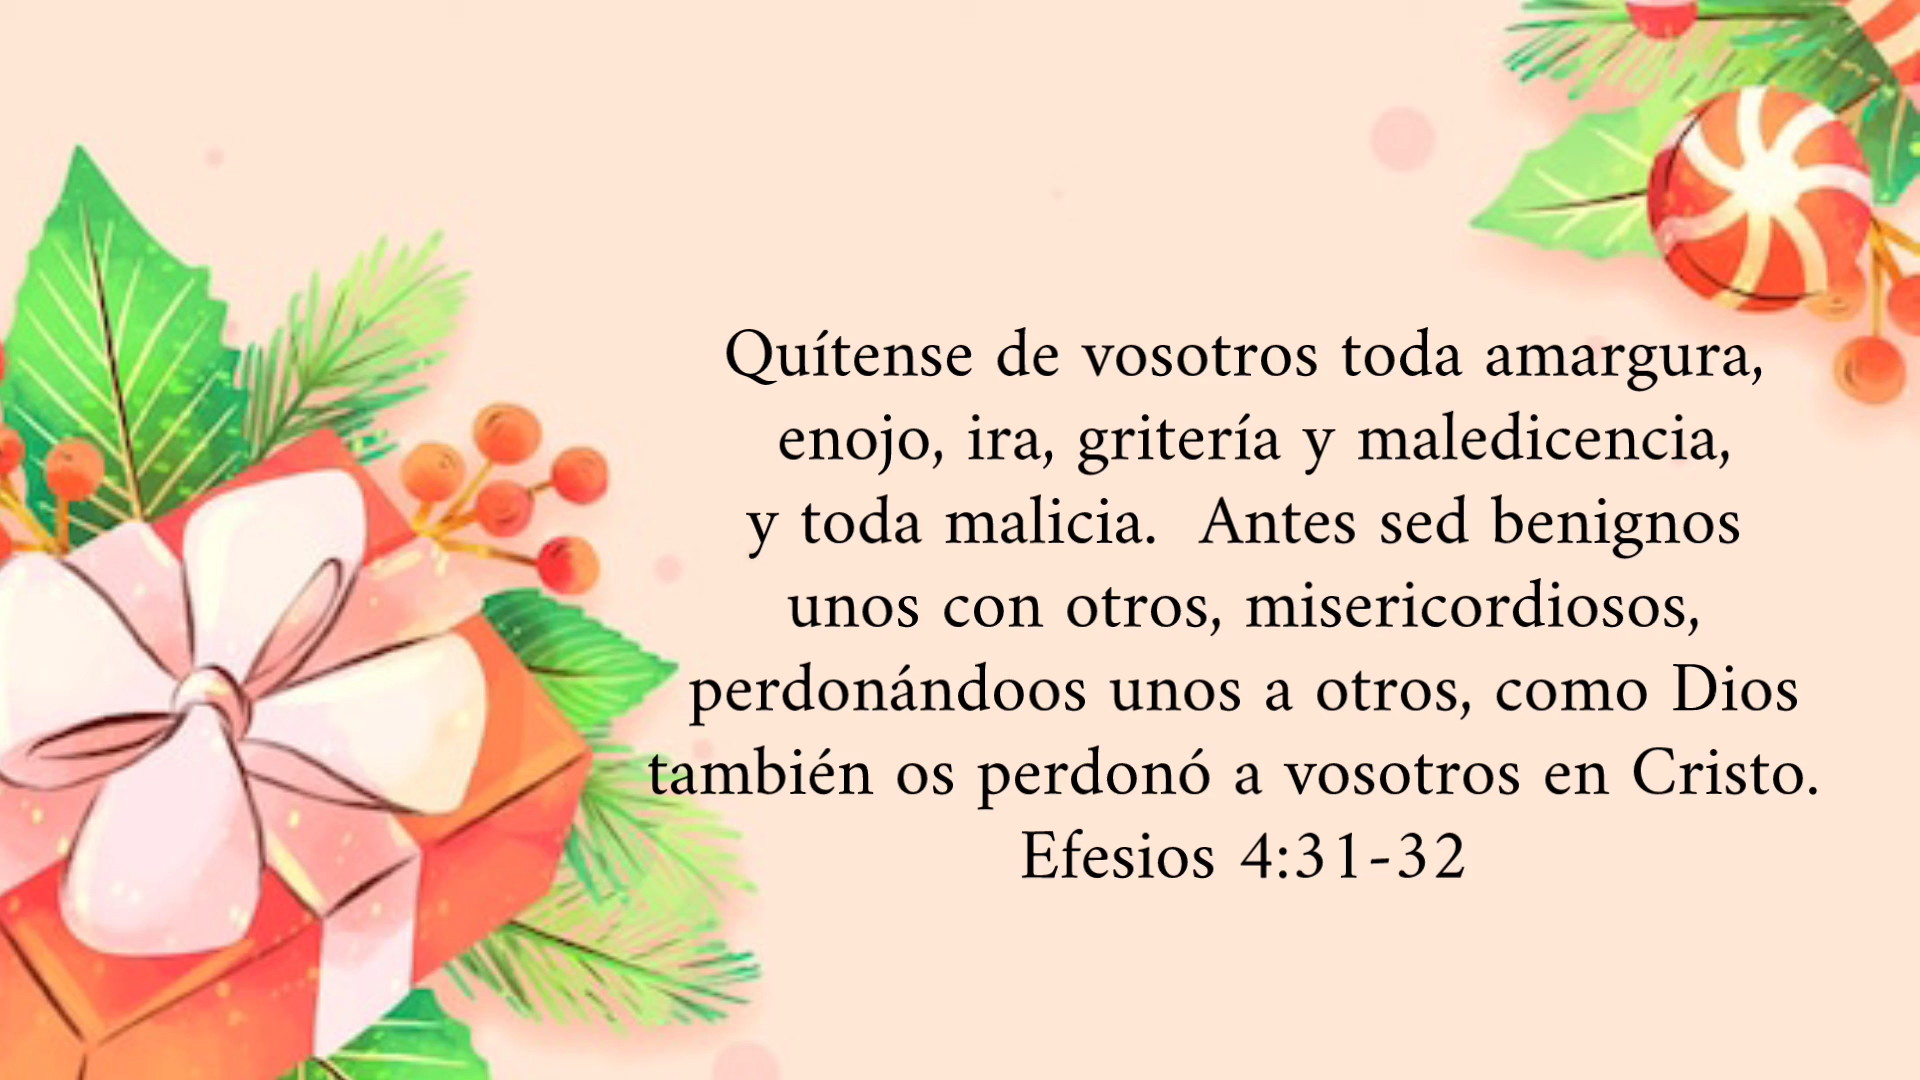 Quítense de vosotros toda amargura,
enojo, ira, gritería y maledicencia,
y toda malicia.  Antes sed benignos
unos con otros, misericordiosos,
perdonándoos unos a otros, como Dios
también os perdonó a vosotros en Cristo.
Efesios 4:31-32